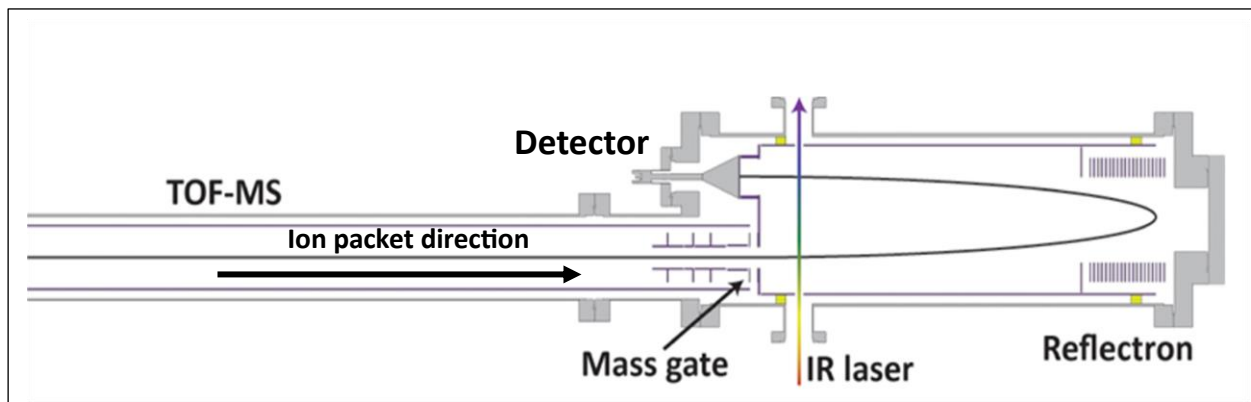 Detector
TOF-MS
Ion packet direction
Mass gate
IR laser
Reflectron